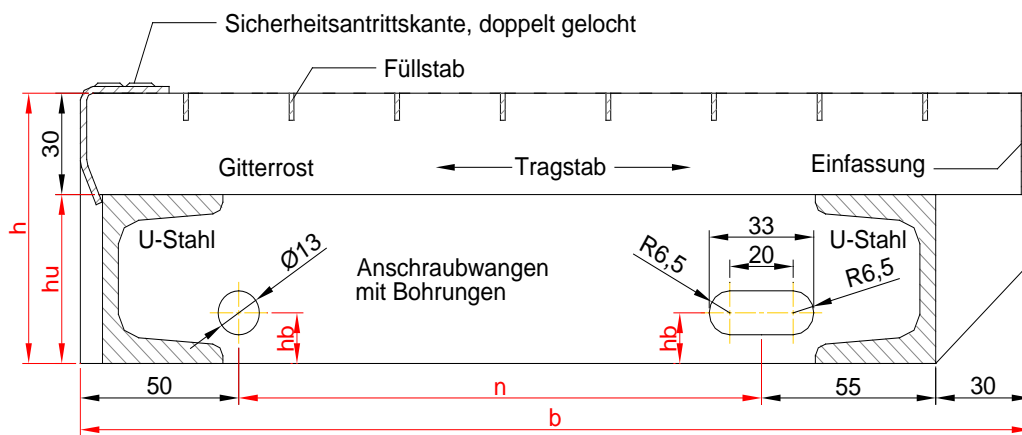 Sicherheitsantrittskante, doppelt gelocht
Füllstab
30
Gitterrost
Tragstab
Einfassung
h
hu
U-Stahl
Ø13
Anschraubwangen
mit Bohrungen
R6,5
33
20
U-Stahl
R6,5
hb
hb
50
n
55
30
b